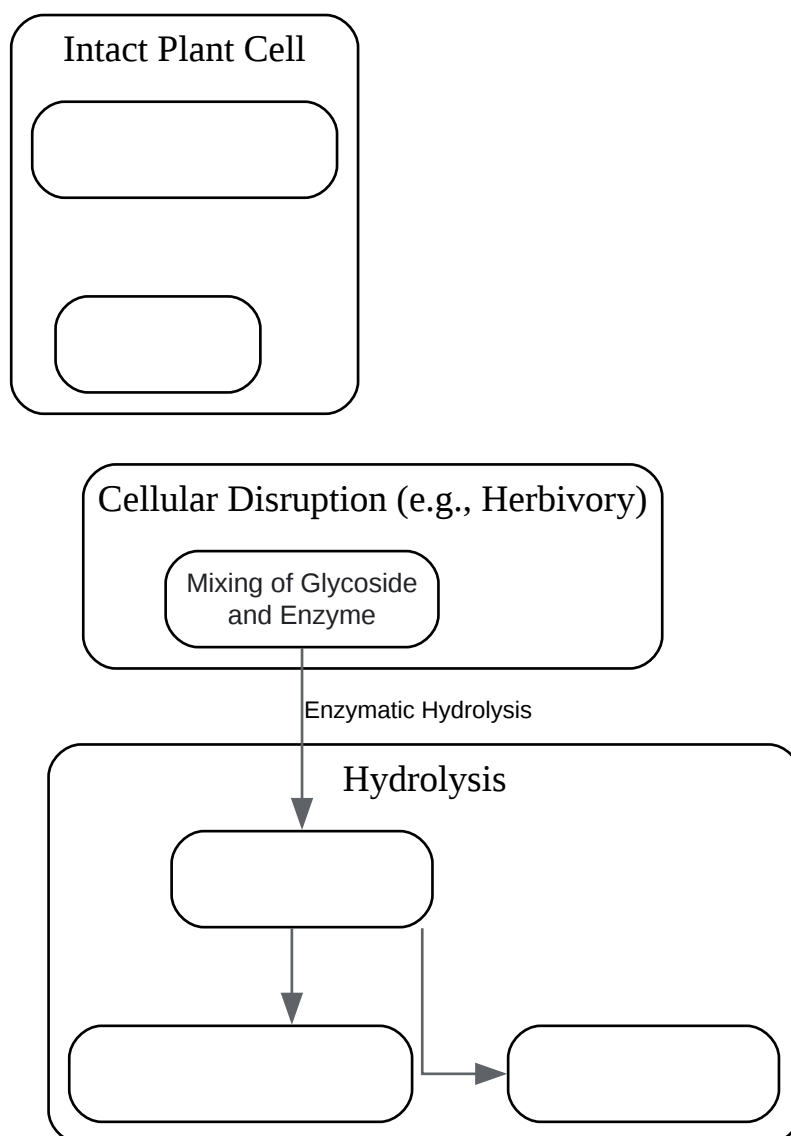 Intact Plant Cell
Cellular Disruption (e.g., Herbivory)
Mixing of Glycoside
and Enzyme
Enzymatic Hydrolysis
Hydrolysis